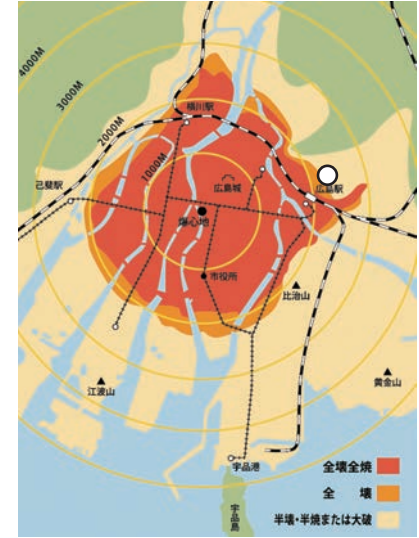 4000M
3000M
2000M
1000M
横川駅
己斐駅
広島城
広島駅
爆心地
市役所
比治山
江波山
黄金山
宇品港
宇品島
全壊全焼
全　壊
半壊・半焼または大破